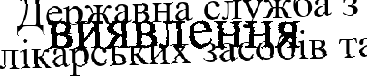 Державна служба з
виявлення
лікарських засобів та